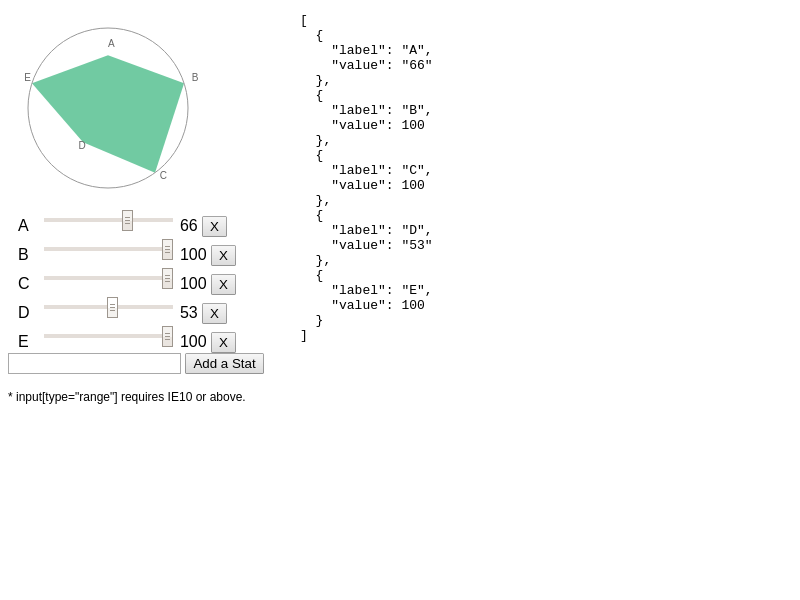 A
E
B
D
C
A 66 X
B 100 X
C 100 X
D 53 X
E 100 X
Add a Stat
* input[type="range"] requires IE10 or above.
[
  {
    "label": "A",
    "value": "66"
  },
  {
    "label": "B",
    "value": 100
  },
  {
    "label": "C",
    "value": 100
  },
  {
    "label": "D",
    "value": "53"
  },
  {
    "label": "E",
    "value": 100
  }
]